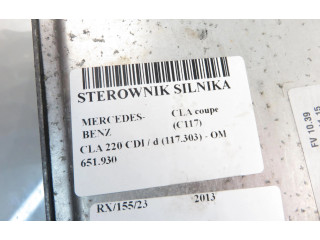 STEROWNIK SILNIKA
MERCEDES-BENZ
CLA coupe (C117)
CLA 220 CDI / d (117.303) - OM
651.930
RX/155/23 2013
FV 10.39